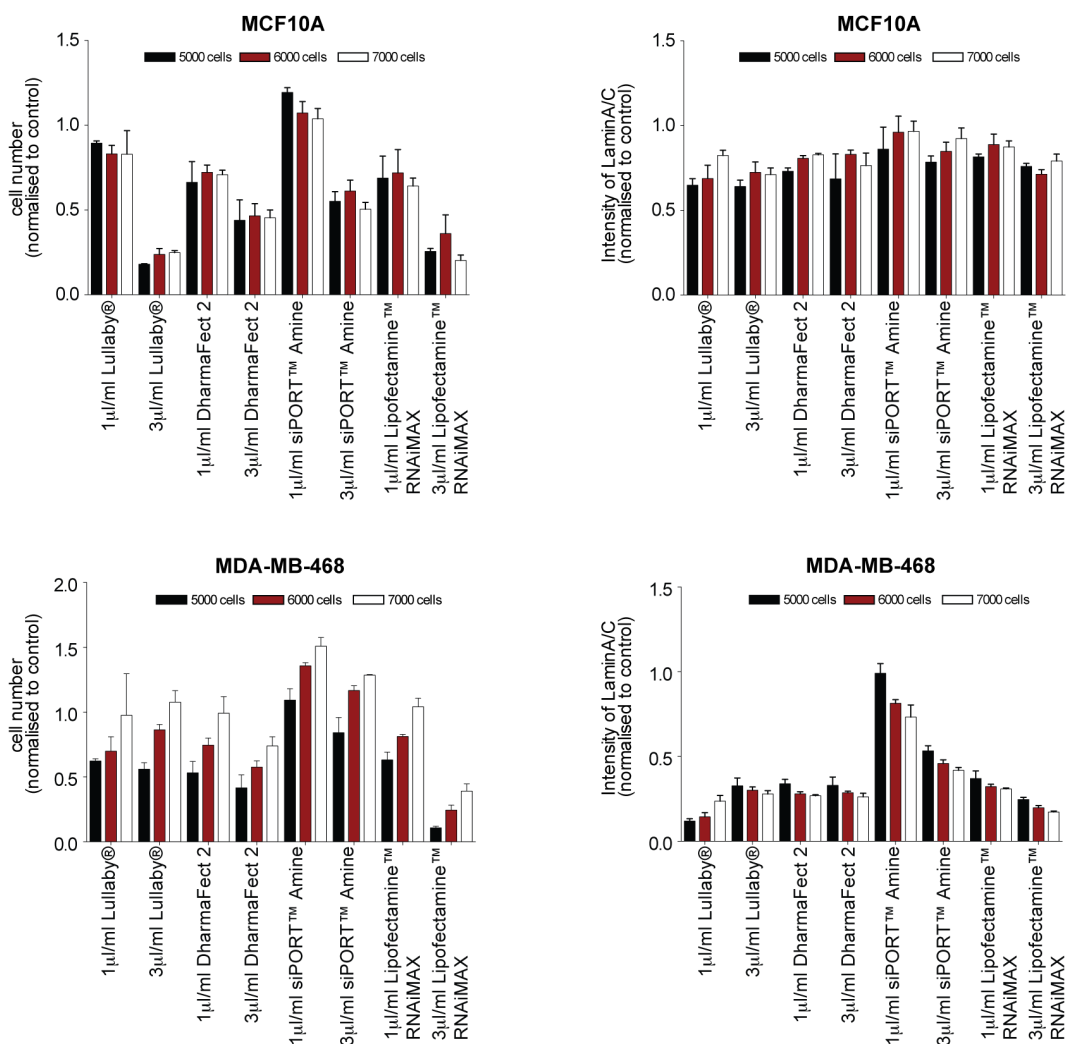 MCF10A
1.5
1.0
0.5
0.0
cell number
(normalised to control)
5000 cells
6000 cells
7000 cells
1µl/ml Lullaby®
3µl/ml Lullaby®
1µl/ml DharmaFect 2
3µl/ml DharmaFect 2
1µl/ml siPORT™ Amine
3µl/ml siPORT™ Amine
1µl/ml Lipofectamine™
RNAiMAX
3µl/ml Lipofectamine™
RNAiMAX
MCF10A
1.5
1.0
0.5
0.0
Intensity of LaminA/C
(normalised to control)
5000 cells
6000 cells
7000 cells
1µl/ml Lullaby®
3µl/ml Lullaby®
1µl/ml DharmaFect 2
3µl/ml DharmaFect 2
1µl/ml siPORT™ Amine
3µl/ml siPORT™ Amine
1µl/ml Lipofectamine™
RNAiMAX
3µl/ml Lipofectamine™
RNAiMAX
MDA-MB-468
2.0
1.5
1.0
0.5
0.0
cell number
(normalised to control)
5000 cells
6000 cells
7000 cells
1µl/ml Lullaby®
3µl/ml Lullaby®
1µl/ml DharmaFect 2
3µl/ml DharmaFect 2
1µl/ml siPORT™ Amine
3µl/ml siPORT™ Amine
1µl/ml Lipofectamine™
RNAiMAX
3µl/ml Lipofectamine™
RNAiMAX
MDA-MB-468
1.5
1.0
0.5
0.0
Intensity of LaminA/C
(normalised to control)
5000 cells
6000 cells
7000 cells
1µl/ml Lullaby®
3µl/ml Lullaby®
1µl/ml DharmaFect 2
3µl/ml DharmaFect 2
1µl/ml siPORT™ Amine
3µl/ml siPORT™ Amine
1µl/ml Lipofectamine™
RNAiMAX
3µl/ml Lipofectamine™
RNAiMAX